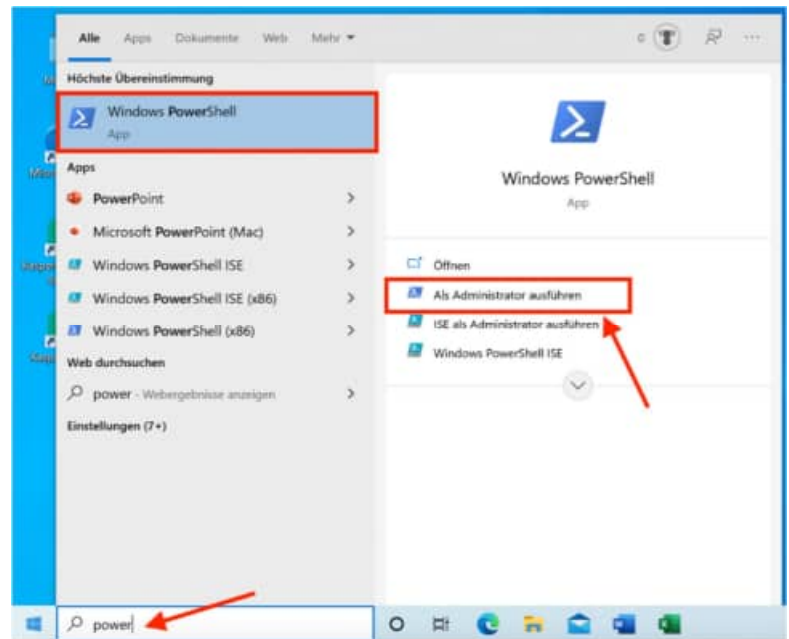 Alle Apps Dokumente Web Mehr
0
Höchste Übereinstimmung
Windows PowerShell
App
Apps
PowerPoint
Microsoft PowerPoint (Mac)
Windows PowerShell ISE
Windows PowerShell ISE (x86)
Windows PowerShell (x86)
Web durchsuchen
power - Webergebnisse anzeigen
Einstellungen (7+)
Windows PowerShell
App
Öffnen
Als Administrator ausführen
ISE als Administrator ausführen
Windows PowerShell ISE
power